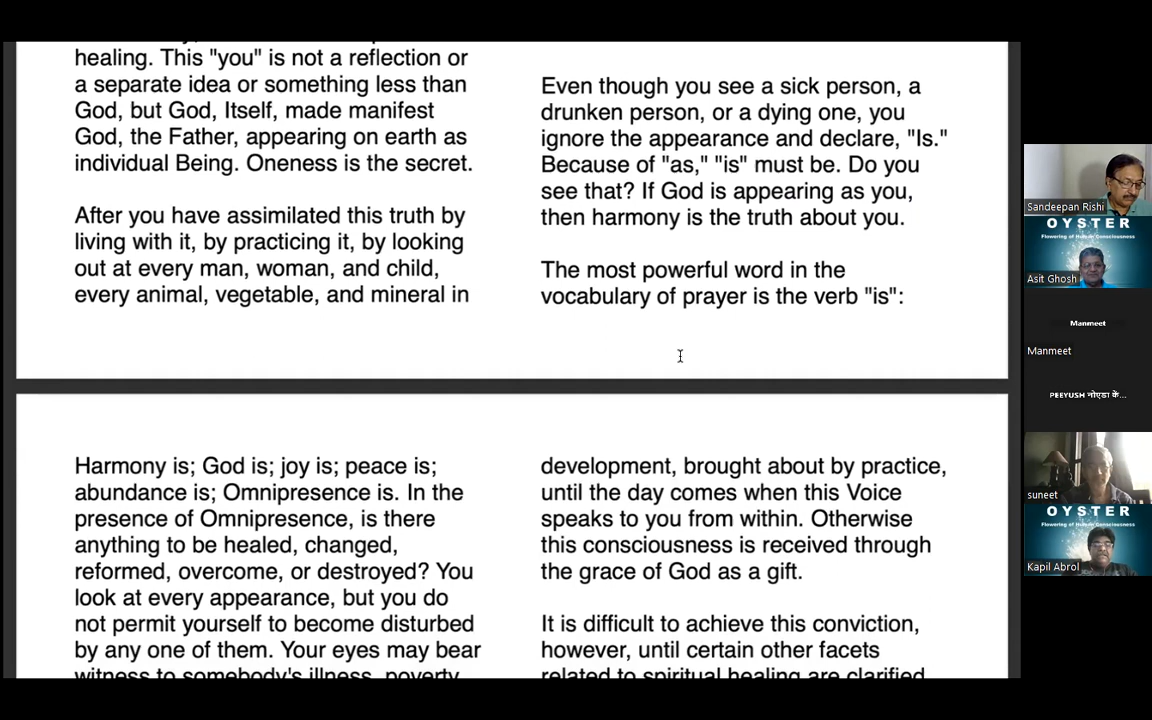 healing. This "you" is not a reflection or
a separate idea or something less than
God, but God, Itself, made manifest
God, the Father, appearing on earth as
individual Being. Oneness is the secret.
After you have assimilated this truth by
living with it, by practicing it, by looking
out at every man, woman, and child,
every animal, vegetable, and mineral in
Even though you see a sick person, a
drunken person, or a dying one, you
ignore the appearance and declare, "Is."
Because of "as," "is" must be. Do you
see that? If God is appearing as you,
then harmony is the truth about you.
The most powerful word in the
vocabulary of prayer is the verb "is":
Harmony is; God is; joy is; peace is;
abundance is; Omnipresence is. In the
presence of Omnipresence, is there
anything to be healed, changed,
reformed, overcome, or destroyed? You
look at every appearance, but you do
not permit yourself to become disturbed
by any one of them. Your eyes may bear
witness to somebody's illness, poverty
development, brought about by practice,
until the day comes when this Voice
speaks to you from within. Otherwise
this consciousness is received through
the grace of God as a gift.
It is difficult to achieve this conviction,
however, until certain other facets
related to spiritual healing are clarified
Sandeepan Rishi
OYSTER
Flowering of Human Consciousness
Asit Ghosh
Manmeet
Manmeet
PEEYUSH नोएडा कें...
suneet
OYSTER
Flowering of Human Consciousness
Kapil Abrol